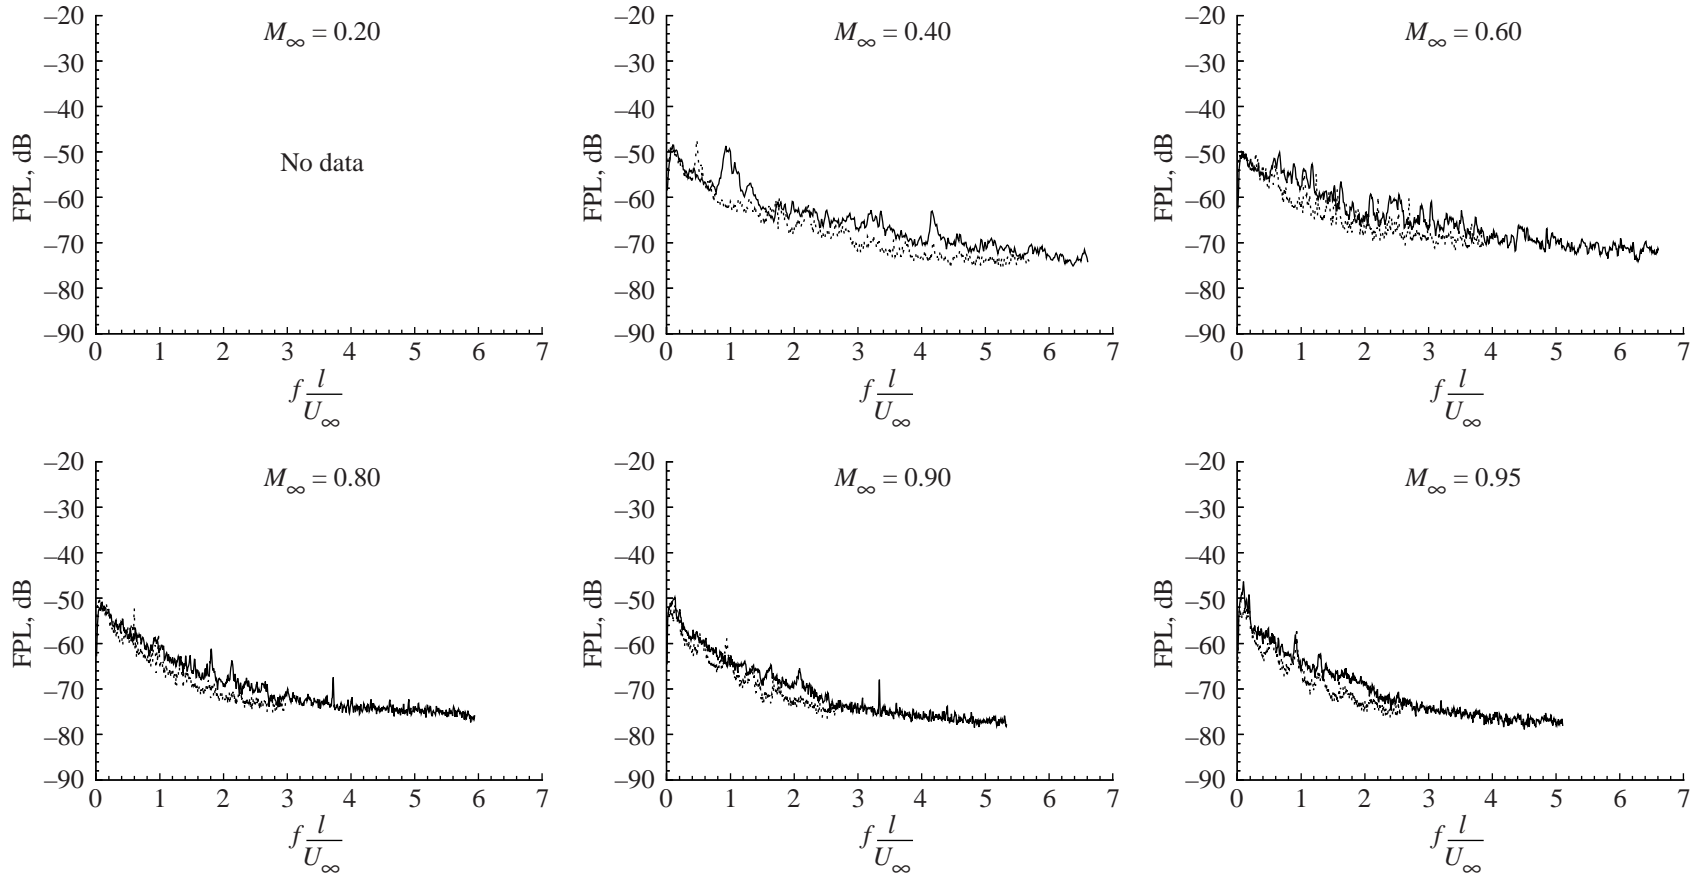 M∞ = 0.20
FPL, dB
–20
–30
–40
–50
–60
–70
–80
–90
No data
0 1 2 3 4 5 6 7
f l/U∞
M∞ = 0.40
FPL, dB
–20
–30
–40
–50
–60
–70
–80
–90
0 1 2 3 4 5 6 7
f l/U∞
M∞ = 0.60
FPL, dB
–20
–30
–40
–50
–60
–70
–80
–90
0 1 2 3 4 5 6 7
f l/U∞
M∞ = 0.80
FPL, dB
–20
–30
–40
–50
–60
–70
–80
–90
0 1 2 3 4 5 6 7
f l/U∞
M∞ = 0.90
FPL, dB
–20
–30
–40
–50
–60
–70
–80
–90
0 1 2 3 4 5 6 7
f l/U∞
M∞ = 0.95
FPL, dB
–20
–30
–40
–50
–60
–70
–80
–90
0 1 2 3 4 5 6 7
f l/U∞